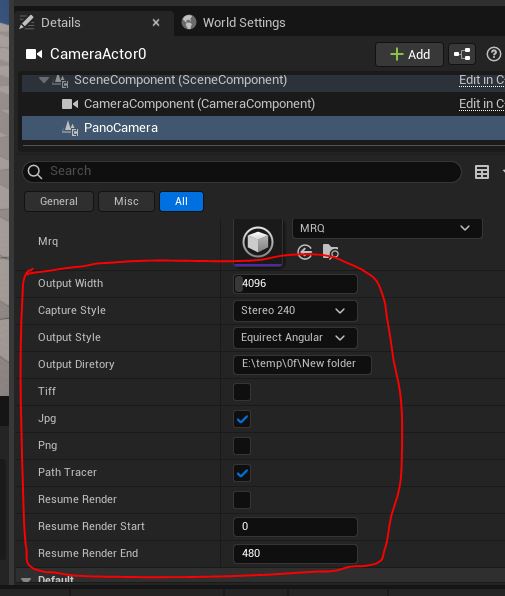 Details
World Settings
CameraActor0
Add
SceneComponent (SceneComponent)
Edit in C
CameraComponent (CameraComponent)
Edit in C
PanoCamera
Search
General
Misc
All
Mrq
MRQ
Output Width
4096
Capture Style
Stereo 240
Output Style
Equirect Angular
Output Diretory
E:\temp\0f\New folder
Tiff
Jpg
Png
Path Tracer
Resume Render
Resume Render Start
0
Resume Render End
480
Default